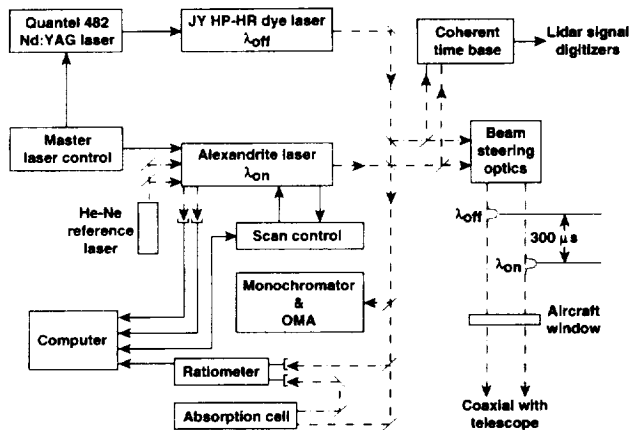 Quantel 482
Nd:YAG laser
JY HP-HR dye laser
λoff
Coherent
time base
Lidar signal
digitizers
Master
laser control
Alexandrite laser
λon
Beam
steering
optics
He-Ne
reference
laser
Scan control
λoff
300 μs
λon
Monochromator
&
OMA
Computer
Aircraft
window
Ratiometer
Absorption cell
Coaxial with
telescope